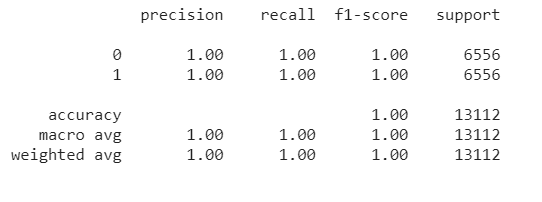 precision recall f1-score support
0 1.00 1.00 1.00 6556
1 1.00 1.00 1.00 6556
accuracy 1.00 13112
macro avg 1.00 1.00 1.00 13112
weighted avg 1.00 1.00 1.00 13112